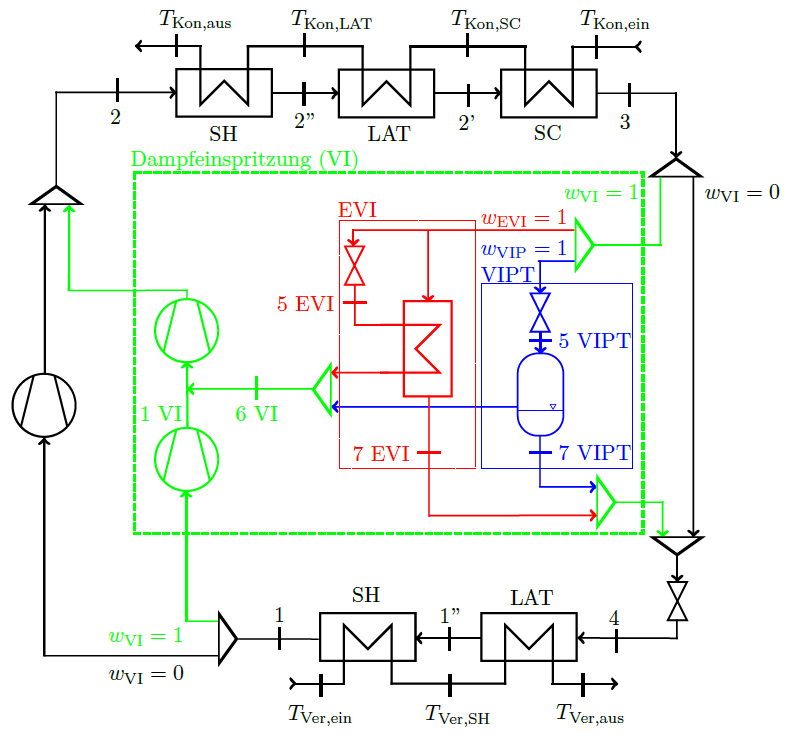 T_Kon,aus T_Kon,LAT T_Kon,SC T_Kon,ein
2 2” 2’ 3
SH LAT SC
Dampfeinspritzung (VI)
w_VI = 1 w_VI = 0
EVI w_EVI = 1
w_VIP = 1
VIPT
5 EVI 5 VIPT
1 VI 6 VI
7 EVI 7 VIPT
SH LAT
1 1” 4
w_VI = 1
w_VI = 0
T_Ver,ein T_Ver,SH T_Ver,aus